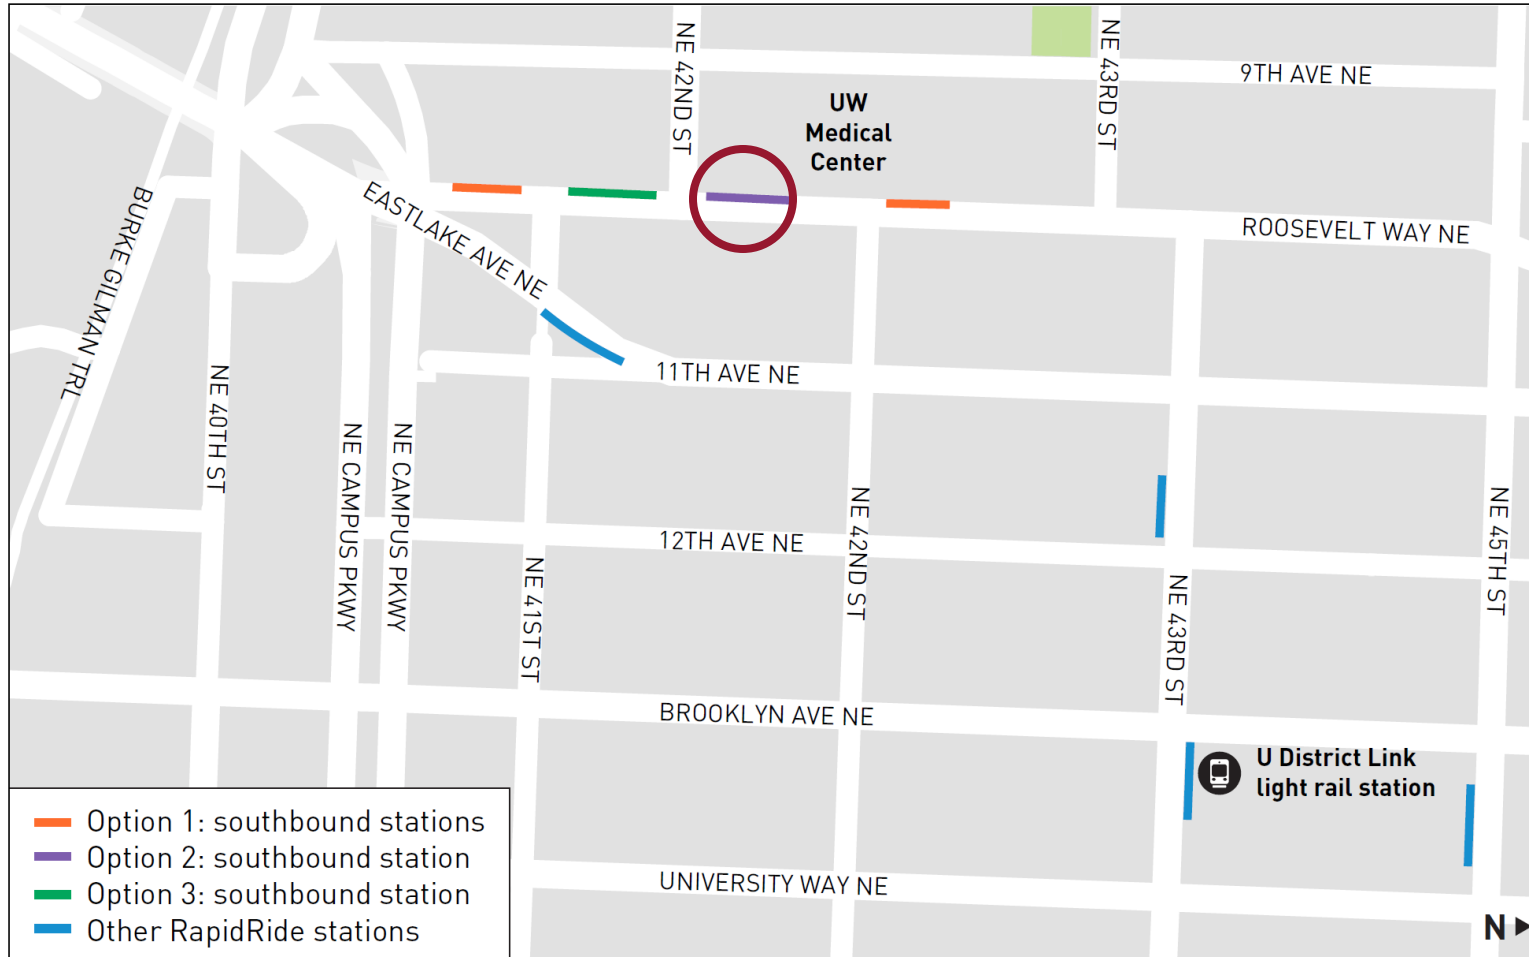 9TH AVE NE
NE 42ND ST
NE 43RD ST
UW
Medical
Center
EASTLAKE AVE NE
ROOSEVELT WAY NE
BURKE GILMAN TRL
NE 40TH ST
NE CAMPUS PKWY
NE CAMPUS PKWY
11TH AVE NE
12TH AVE NE
NE 41ST ST
NE 42ND ST
NE 43RD ST
NE 45TH ST
BROOKLYN AVE NE
U District Link
light rail station
UNIVERSITY WAY NE
Option 1: southbound stations
Option 2: southbound station
Option 3: southbound station
Other RapidRide stations
N